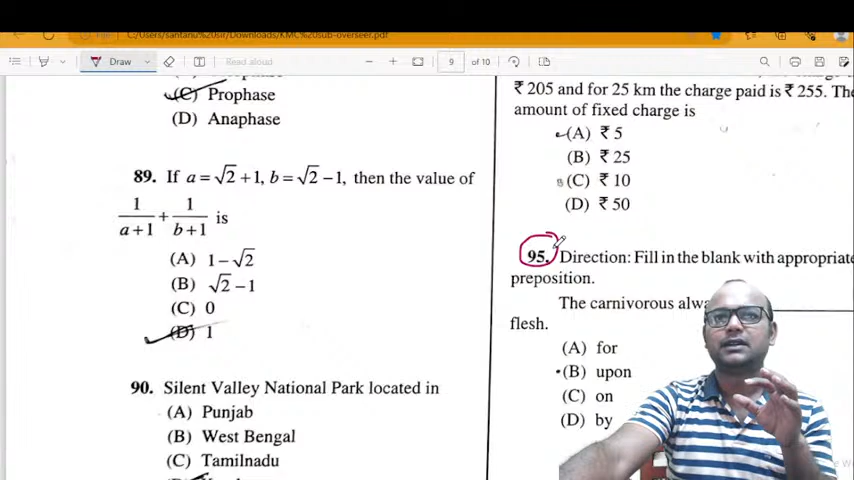 C:/Users/santanu%20sir/Downloads/KMC%20sub-overseer.pdf
Draw
Read aloud
9 of 10
(C) Prophase
(D) Anaphase
89. If a = √2 + 1, b = √2 − 1, then the value of
1/(a+1) + 1/(b+1) is
(A) 1 − √2
(B) √2 − 1
(C) 0
(D) 1
90. Silent Valley National Park located in
(A) Punjab
(B) West Bengal
(C) Tamilnadu
₹ 205 and for 25 km the charge paid is ₹ 255. The
amount of fixed charge is
(A) ₹ 5
(B) ₹ 25
(C) ₹ 10
(D) ₹ 50
95. Direction: Fill in the blank with appropriate
preposition.
The carnivorous
flesh.
(A) for
(B) upon
(C) on
(D) by